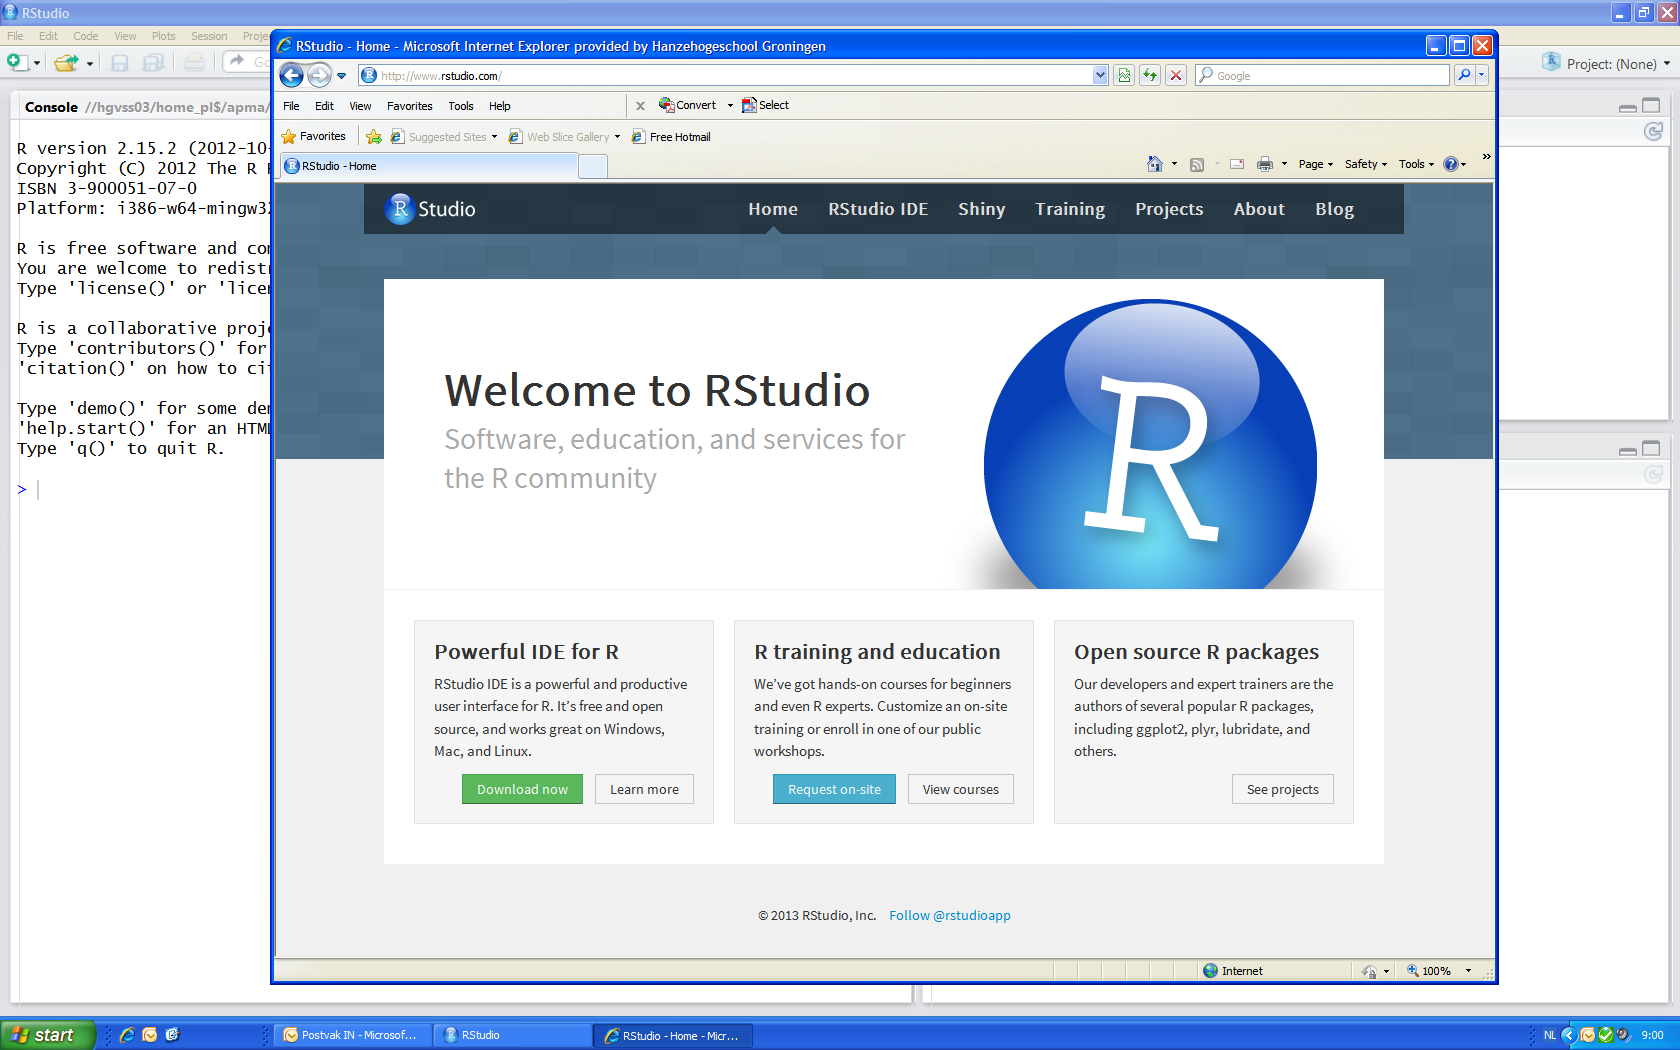 RStudio
File Edit Code View Plots Session
Project: (None)
Console //hgvss03/home_pl$/apma/
R version 2.15.2 (2012-10-
Copyright (C) 2012 The R
ISBN 3-900051-07-0
Platform: i386-w64-mingw32
R is free software and
You are welcome to
Type 'license()' or
R is a collaborative
Type 'contributors()' for
'citation()' on how to
Type 'demo()' for some
'help.start()' for an HTML
Type 'q()' to quit R.
>
RStudio - Home - Microsoft Internet Explorer provided by Hanzehogeschool Groningen
http://www.rstudio.com/
Google
File Edit View Favorites Tools Help
x Convert Select
Favorites Suggested Sites Web Slice Gallery Free Hotmail
RStudio - Home
Page Safety Tools »
R Studio
Home RStudio IDE Shiny Training Projects About Blog
Welcome to RStudio
Software, education, and services for
the R community
R
Powerful IDE for R
RStudio IDE is a powerful and productive
user interface for R. It’s free and open
source, and works great on Windows,
Mac, and Linux.
Download now Learn more
R training and education
We’ve got hands-on courses for beginners
and even R experts. Customize an on-site
training or enroll in one of our public
workshops.
Request on-site View courses
Open source R packages
Our developers and expert trainers are the
authors of several popular R packages,
including ggplot2, plyr, lubridate, and
others.
See projects
© 2013 RStudio, Inc. Follow @rstudioapp
Internet 100%
start Postvak IN - Microsof... RStudio RStudio - Home - Micr... NL 9:00